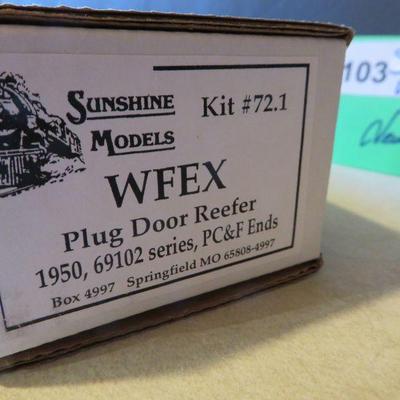 SUNSHINE
MODELS
Kit #72.1
WFEX
Plug Door Reefer
1950, 69102 series, PC&F Ends
Box 4997 Springfield MO 65808-4997
103-